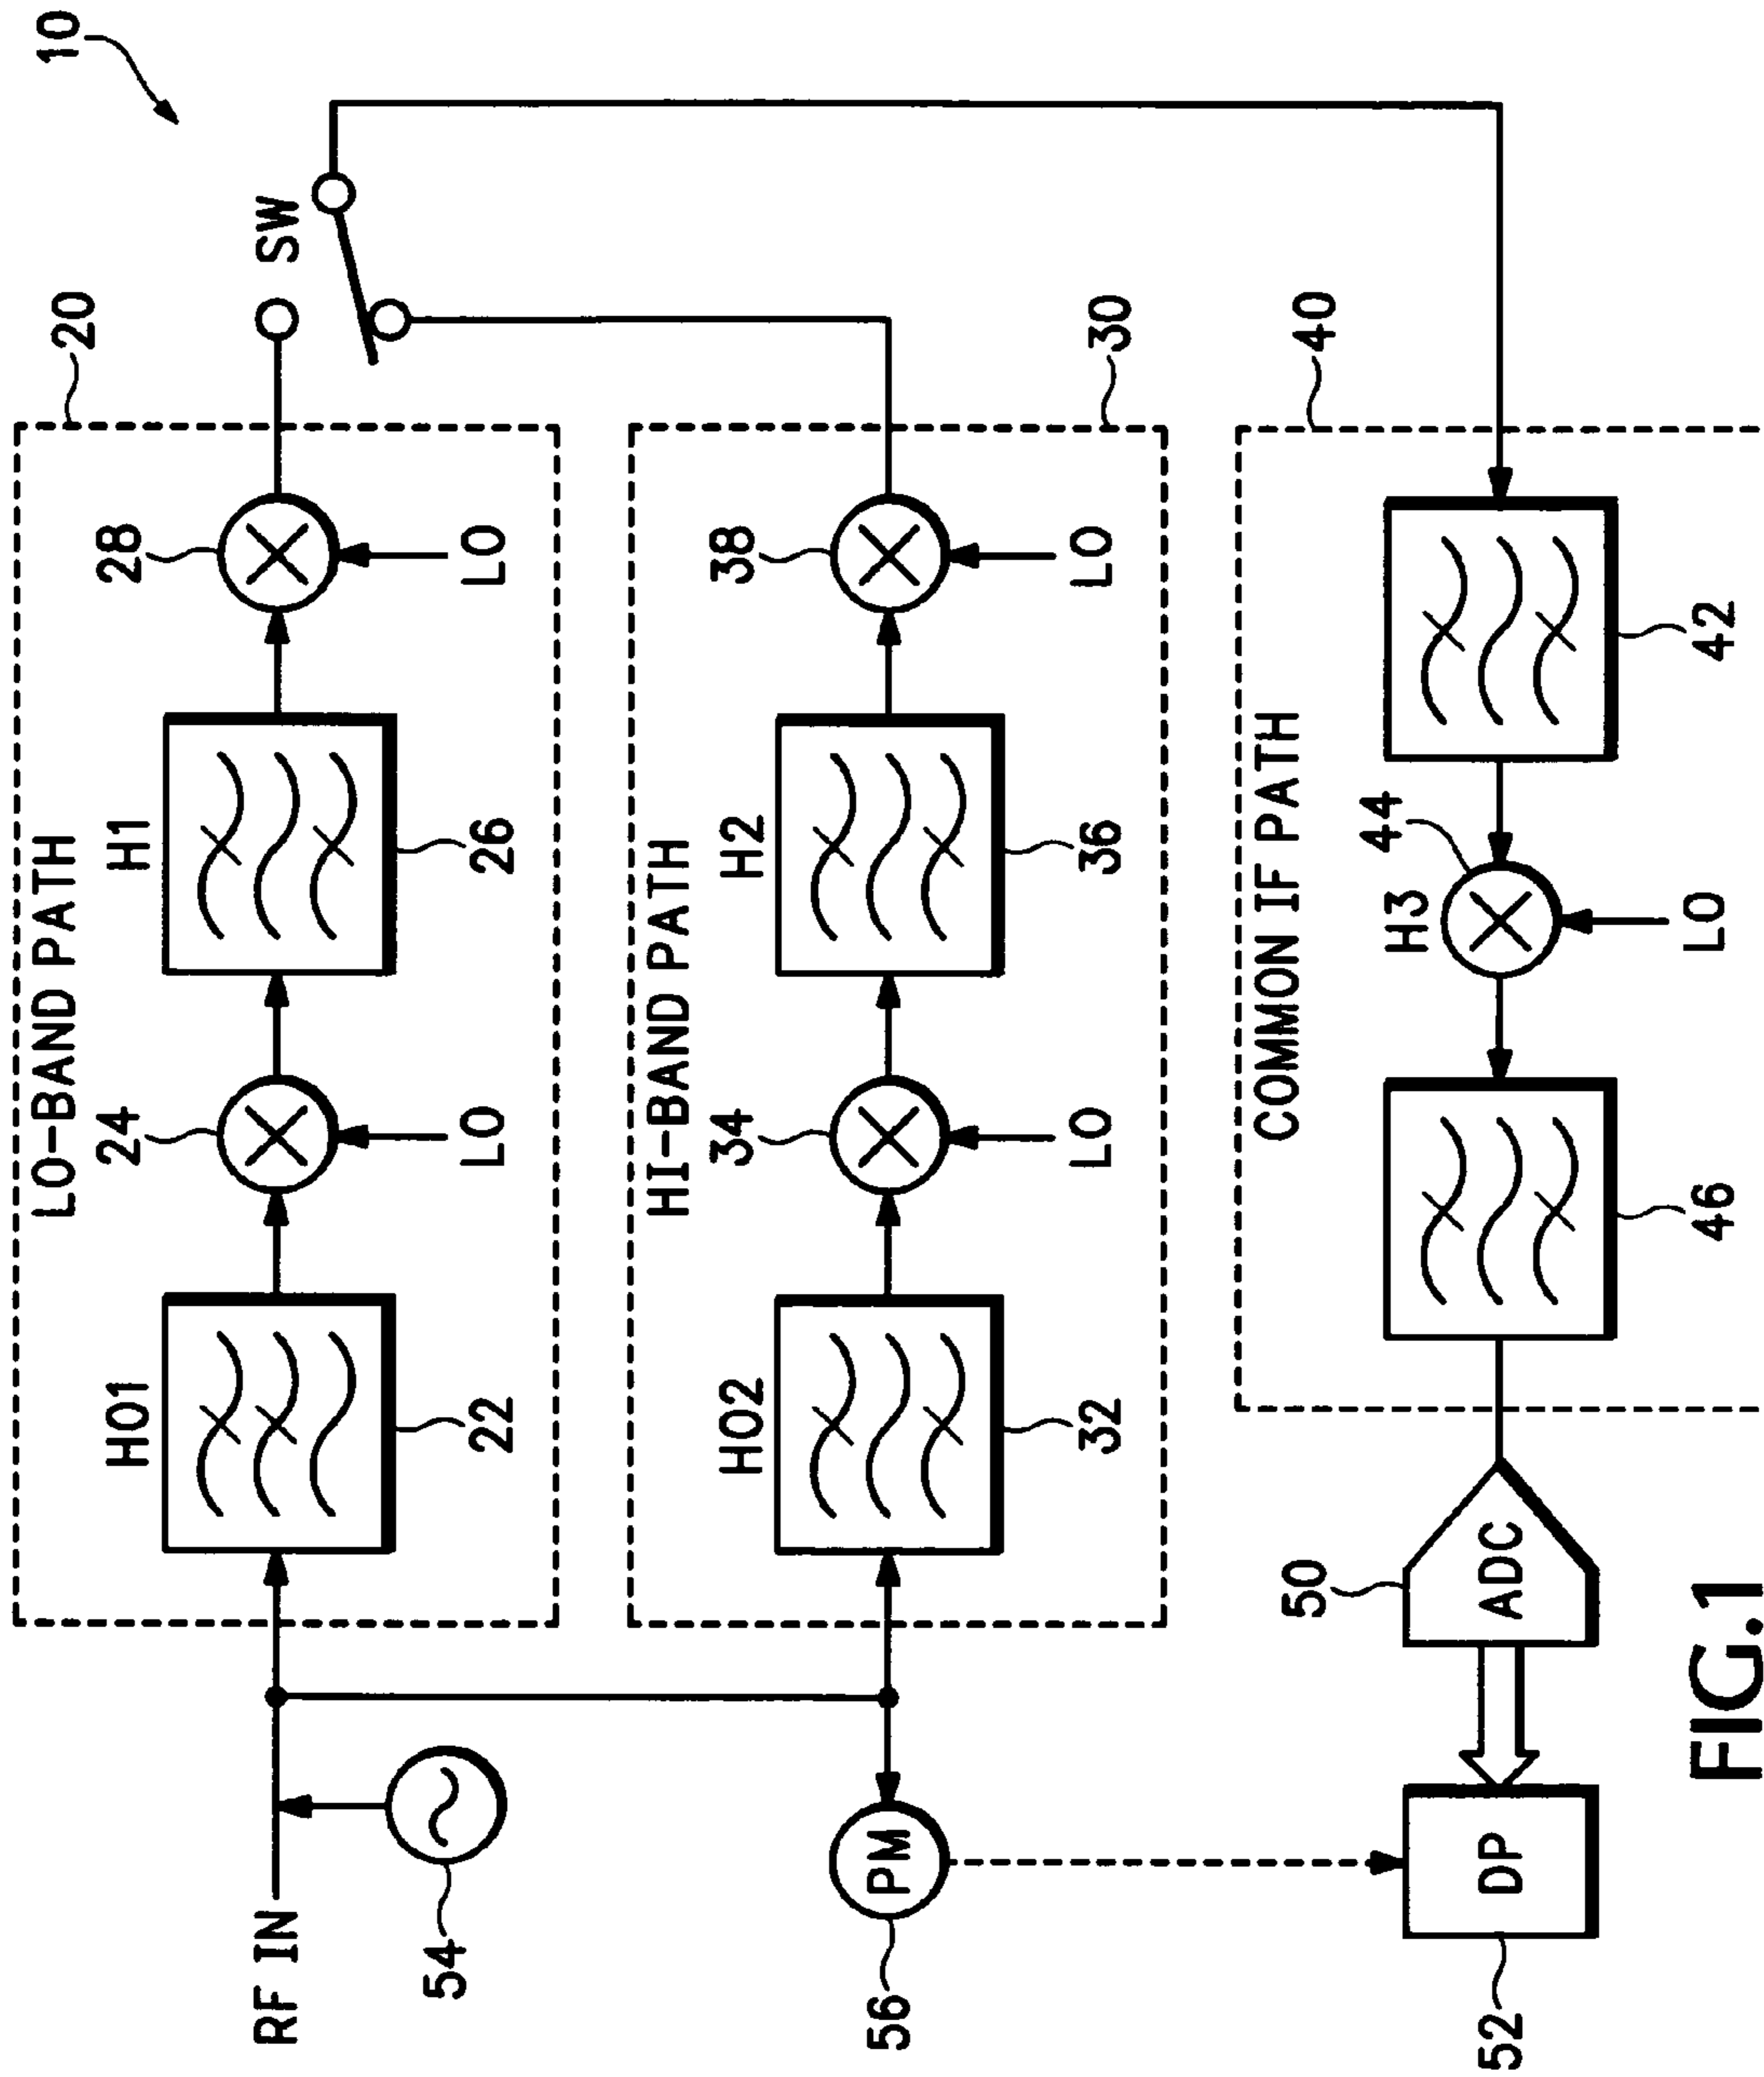 10
LO-BAND PATH
20
HO1
24
H1
28
SW
RF IN
22
LO
26
LO
54
HI-BAND PATH
30
HO2
34
H2
38
PM
56
32
LO
36
LO
COMMON IF PATH
40
50
H3
44
DP
ADC
52
46
LO
42
FIG.1